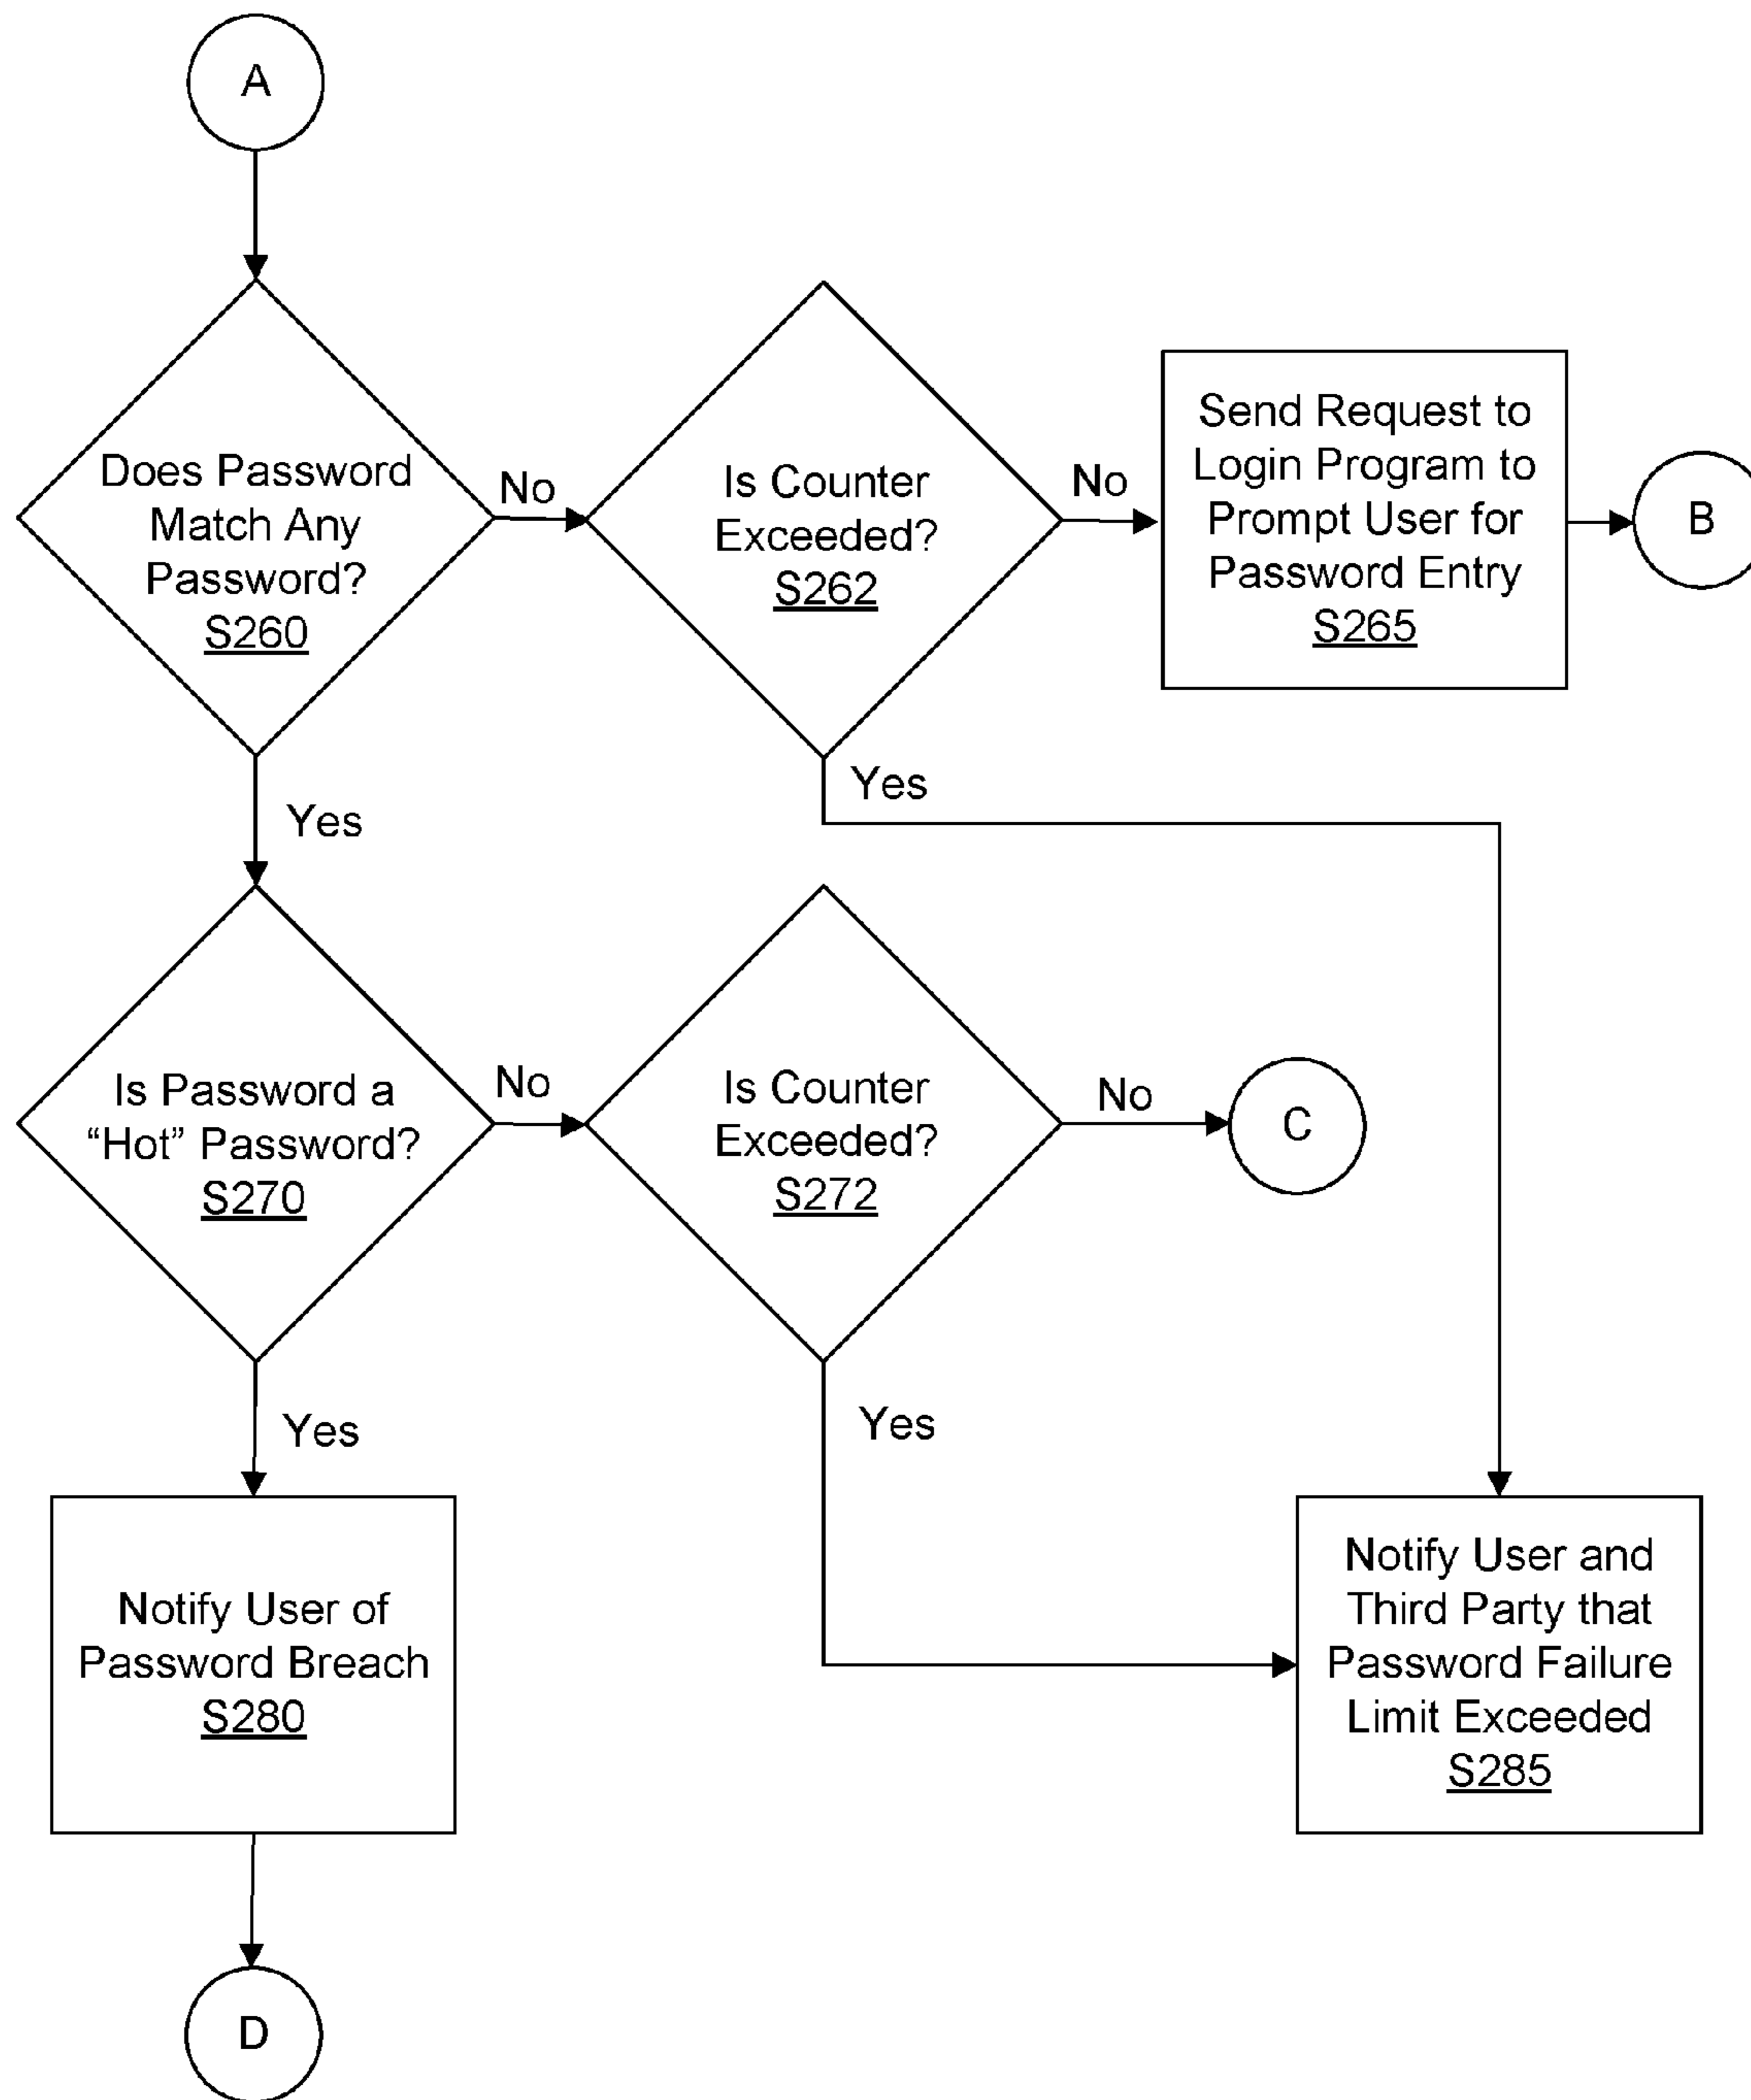 A
Does Password
Match Any
Password?
S260
No
Is Counter
Exceeded?
S262
No
Send Request to
Login Program to
Prompt User for
Password Entry
S265
B
Yes
Yes
Is Password a
“Hot” Password?
S270
No
Is Counter
Exceeded?
S272
No
C
Yes
Yes
Notify User of
Password Breach
S280
Notify User and
Third Party that
Password Failure
Limit Exceeded
S285
D